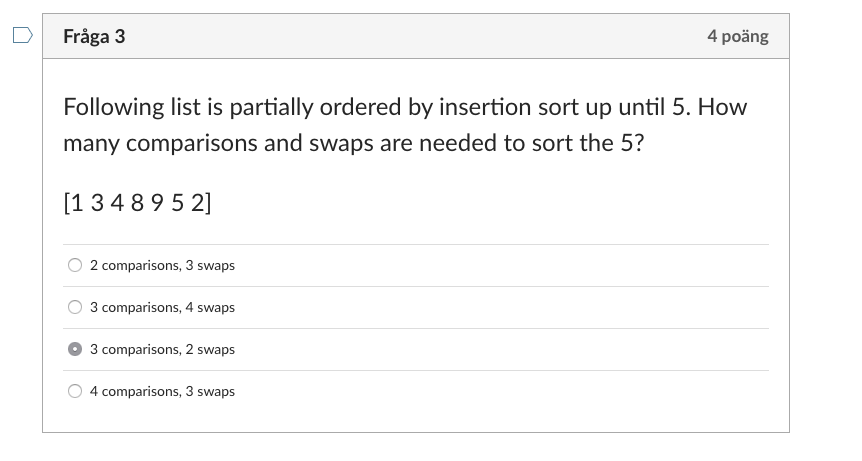 Fråga 3
4 poäng
Following list is partially ordered by insertion sort up until 5. How
many comparisons and swaps are needed to sort the 5?
[1 3 4 8 9 5 2]
2 comparisons, 3 swaps
3 comparisons, 4 swaps
3 comparisons, 2 swaps
4 comparisons, 3 swaps